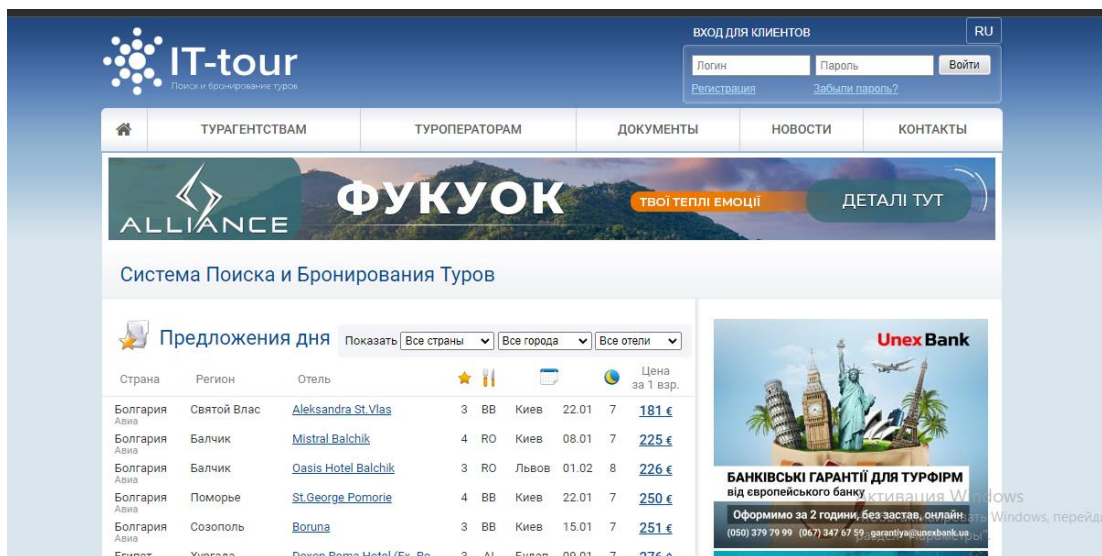 ВХОД ДЛЯ КЛИЕНТОВ RU
IT-tour
Поиск и бронирование туров
Логин Пароль Войти
Регистрация Забыли пароль?
ТУРАГЕНТСТВАМ ТУРОПЕРАТОРАМ ДОКУМЕНТЫ НОВОСТИ КОНТАКТЫ
ALLIANCE ФУКУОК ТВОЇ ТЕПЛІ ЕМОЦІЇ ДЕТАЛІ ТУТ
Система Поиска и Бронирования Туров
Предложения дня Показать Все страны Все города Все отели
Страна Регион Отель Цена
за 1 взр.
Болгария Святой Влас Aleksandra St.Vlas 3 BB Киев 22.01 7 181 €
Авиа
Болгария Балчик Mistral Balchik 4 RO Киев 08.01 7 225 €
Авиа
Болгария Балчик Oasis Hotel Balchik 3 RO Львов 01.02 8 226 €
Авиа
Болгария Поморье St.George Pomorie 4 BB Киев 22.01 7 250 €
Авиа
Болгария Созополь Boruna 3 BB Киев 15.01 7 251 €
Авиа
Unex Bank
БАНКІВСЬКІ ГАРАНТІЇ ДЛЯ ТУРФІРМ
від європейського банку
Оформимо за 2 години, без застав, онлайн
(050) 379 79 99 (067) 347 67 59 garantiya@unexbank.ua
Активация Windows
Windows, перейди